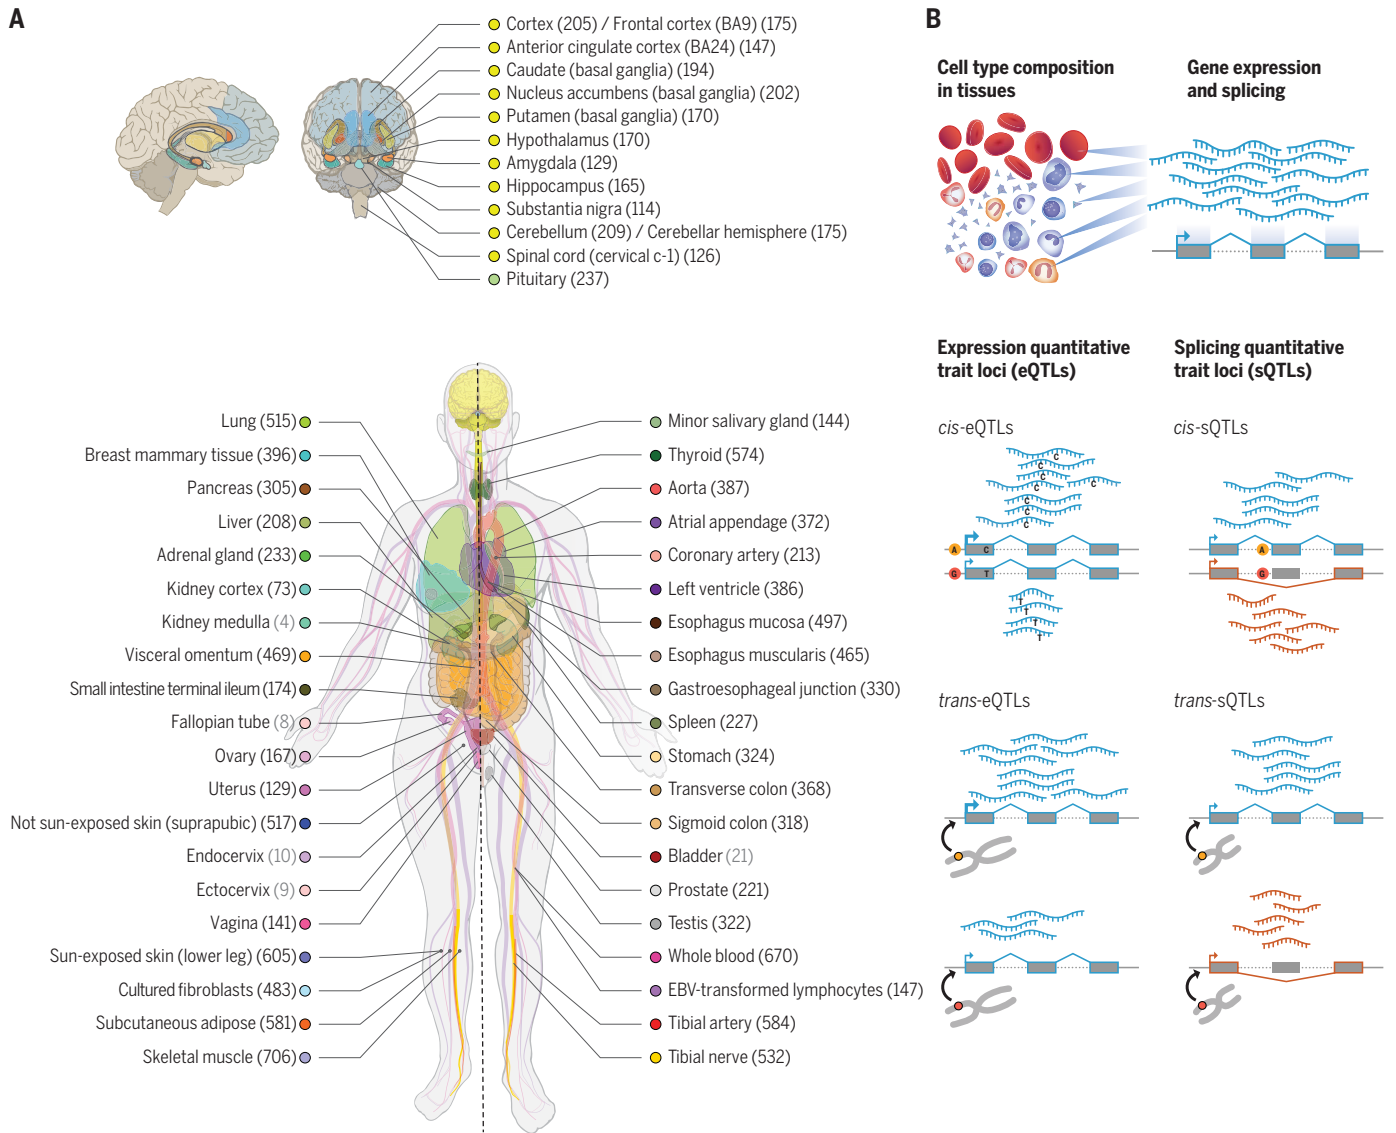 A
Cortex (205) / Frontal cortex (BA9) (175)
Anterior cingulate cortex (BA24) (147)
Caudate (basal ganglia) (194)
Nucleus accumbens (basal ganglia) (202)
Putamen (basal ganglia) (170)
Hypothalamus (170)
Amygdala (129)
Hippocampus (165)
Substantia nigra (114)
Cerebellum (209) / Cerebellar hemisphere (175)
Spinal cord (cervical c-1) (126)
Pituitary (237)
Lung (515)
Breast mammary tissue (396)
Pancreas (305)
Liver (208)
Adrenal gland (233)
Kidney cortex (73)
Kidney medulla (4)
Visceral omentum (469)
Small intestine terminal ileum (174)
Fallopian tube (8)
Ovary (167)
Uterus (129)
Not sun-exposed skin (suprapubic) (517)
Endocervix (10)
Ectocervix (9)
Vagina (141)
Sun-exposed skin (lower leg) (605)
Cultured fibroblasts (483)
Subcutaneous adipose (581)
Skeletal muscle (706)
Minor salivary gland (144)
Thyroid (574)
Aorta (387)
Atrial appendage (372)
Coronary artery (213)
Left ventricle (386)
Esophagus mucosa (497)
Esophagus muscularis (465)
Gastroesophageal junction (330)
Spleen (227)
Stomach (324)
Transverse colon (368)
Sigmoid colon (318)
Bladder (21)
Prostate (221)
Testis (322)
Whole blood (670)
EBV-transformed lymphocytes (147)
Tibial artery (584)
Tibial nerve (532)
B
Cell type composition
in tissues
Gene expression
and splicing
Expression quantitative
trait loci (eQTLs)
Splicing quantitative
trait loci (sQTLs)
cis-eQTLs
C
C
C
C
C
C
C
A
C
G
T
T
T
T
T
cis-sQTLs
A
G
trans-eQTLs
trans-sQTLs